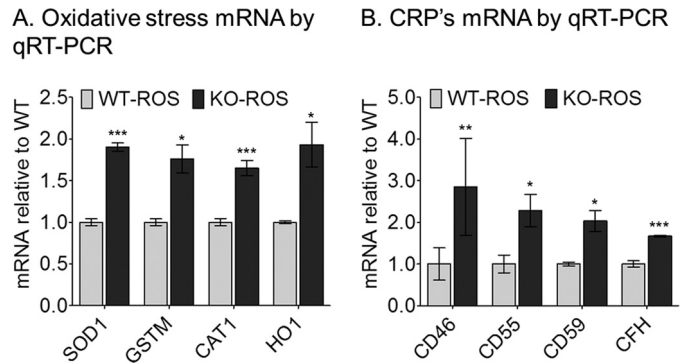 A. Oxidative stress mRNA by
qRT-PCR
mRNA relative to WT
2.5
2.0
1.5
1.0
0.5
0.0
WT-ROS KO-ROS
***
*
***
*
SOD1
GSTM
CAT1
HO1
B. CRP's mRNA by qRT-PCR
mRNA relative to WT
5.0
4.0
3.0
2.0
1.0
0.0
WT-ROS KO-ROS
**
*
*
***
CD46
CD55
CD59
CFH